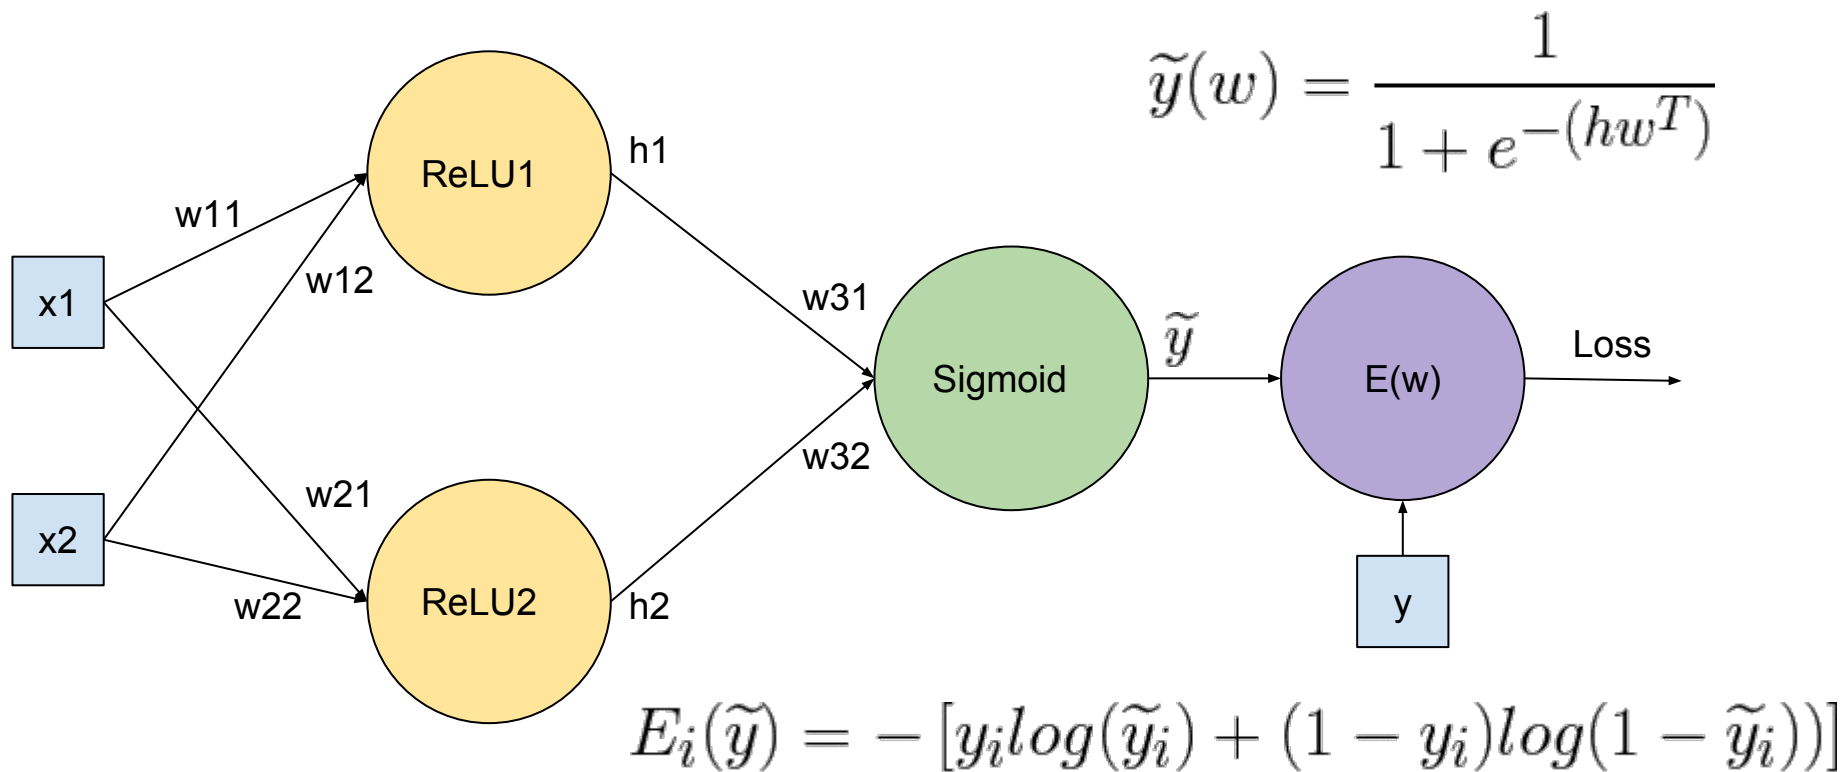 ỹ(w) = 1 / (1 + e^{-(hw^T)})
ReLU1
h1
w11
w12
x1
w31
ỹ
Sigmoid
E(w)
Loss
w32
w21
x2
w22
ReLU2
h2
y
E_i(ỹ) = -[y_i log(ỹ_i) + (1 - y_i)log(1 - ỹ_i))]